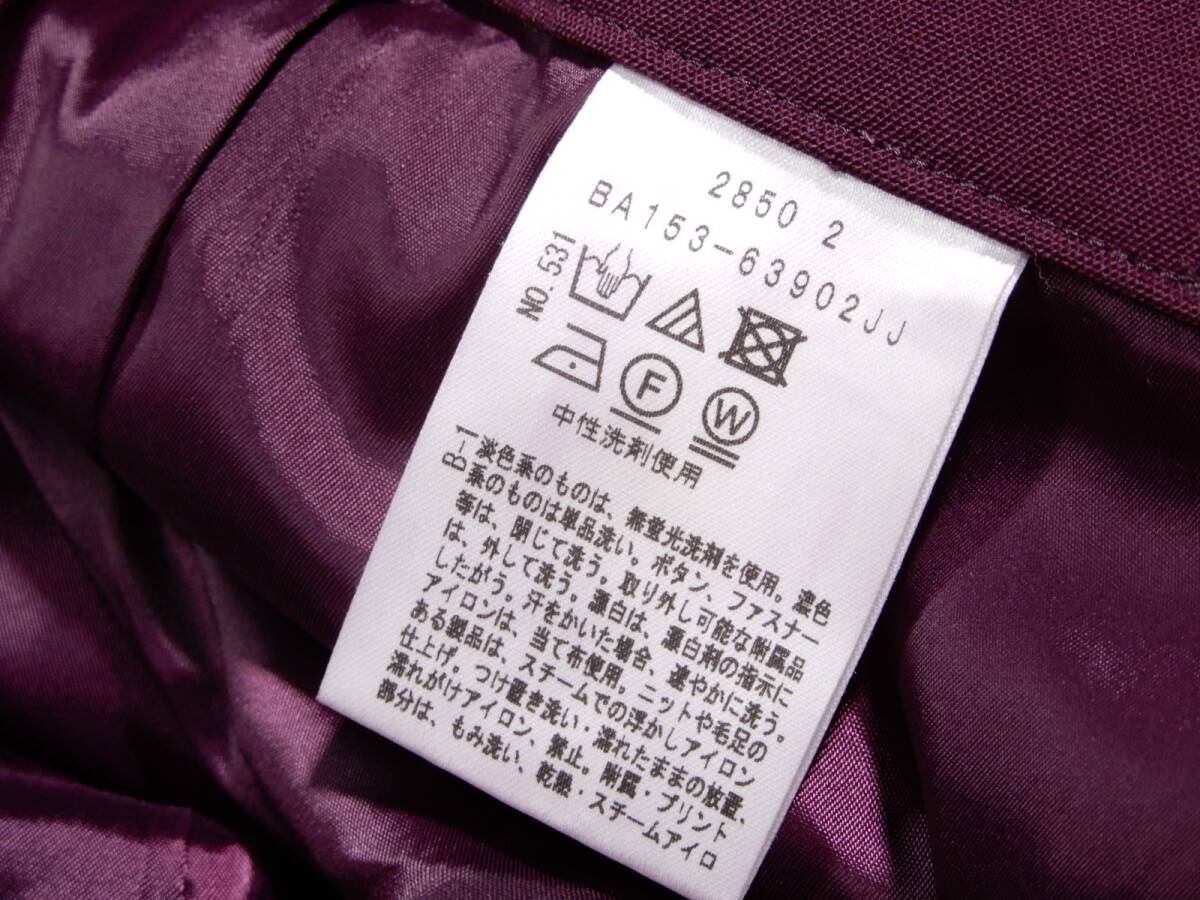 2850 2
BA153-63902JJ
NO.531
F
W
中性洗剤使用
B-1
淡色系のものは、無蛍光洗剤を使用。濃色
系のものは単品洗い。ボタン、ファスナー
等は、閉じて洗う。取り外し可能な附属品
は、外して洗う。漂白は、漂白剤の指示に
したがう。汗をかいた場合、速やかに洗う。
アイロンは、当て布使用。ニットや毛足の
ある製品は、スチームでの浮かしアイロン
仕上げ。つけ置き洗い・濡れたままの放置、
濡れがけアイロン、禁止。附属・プリント
部分は、もみ洗い、乾燥・スチームアイロ